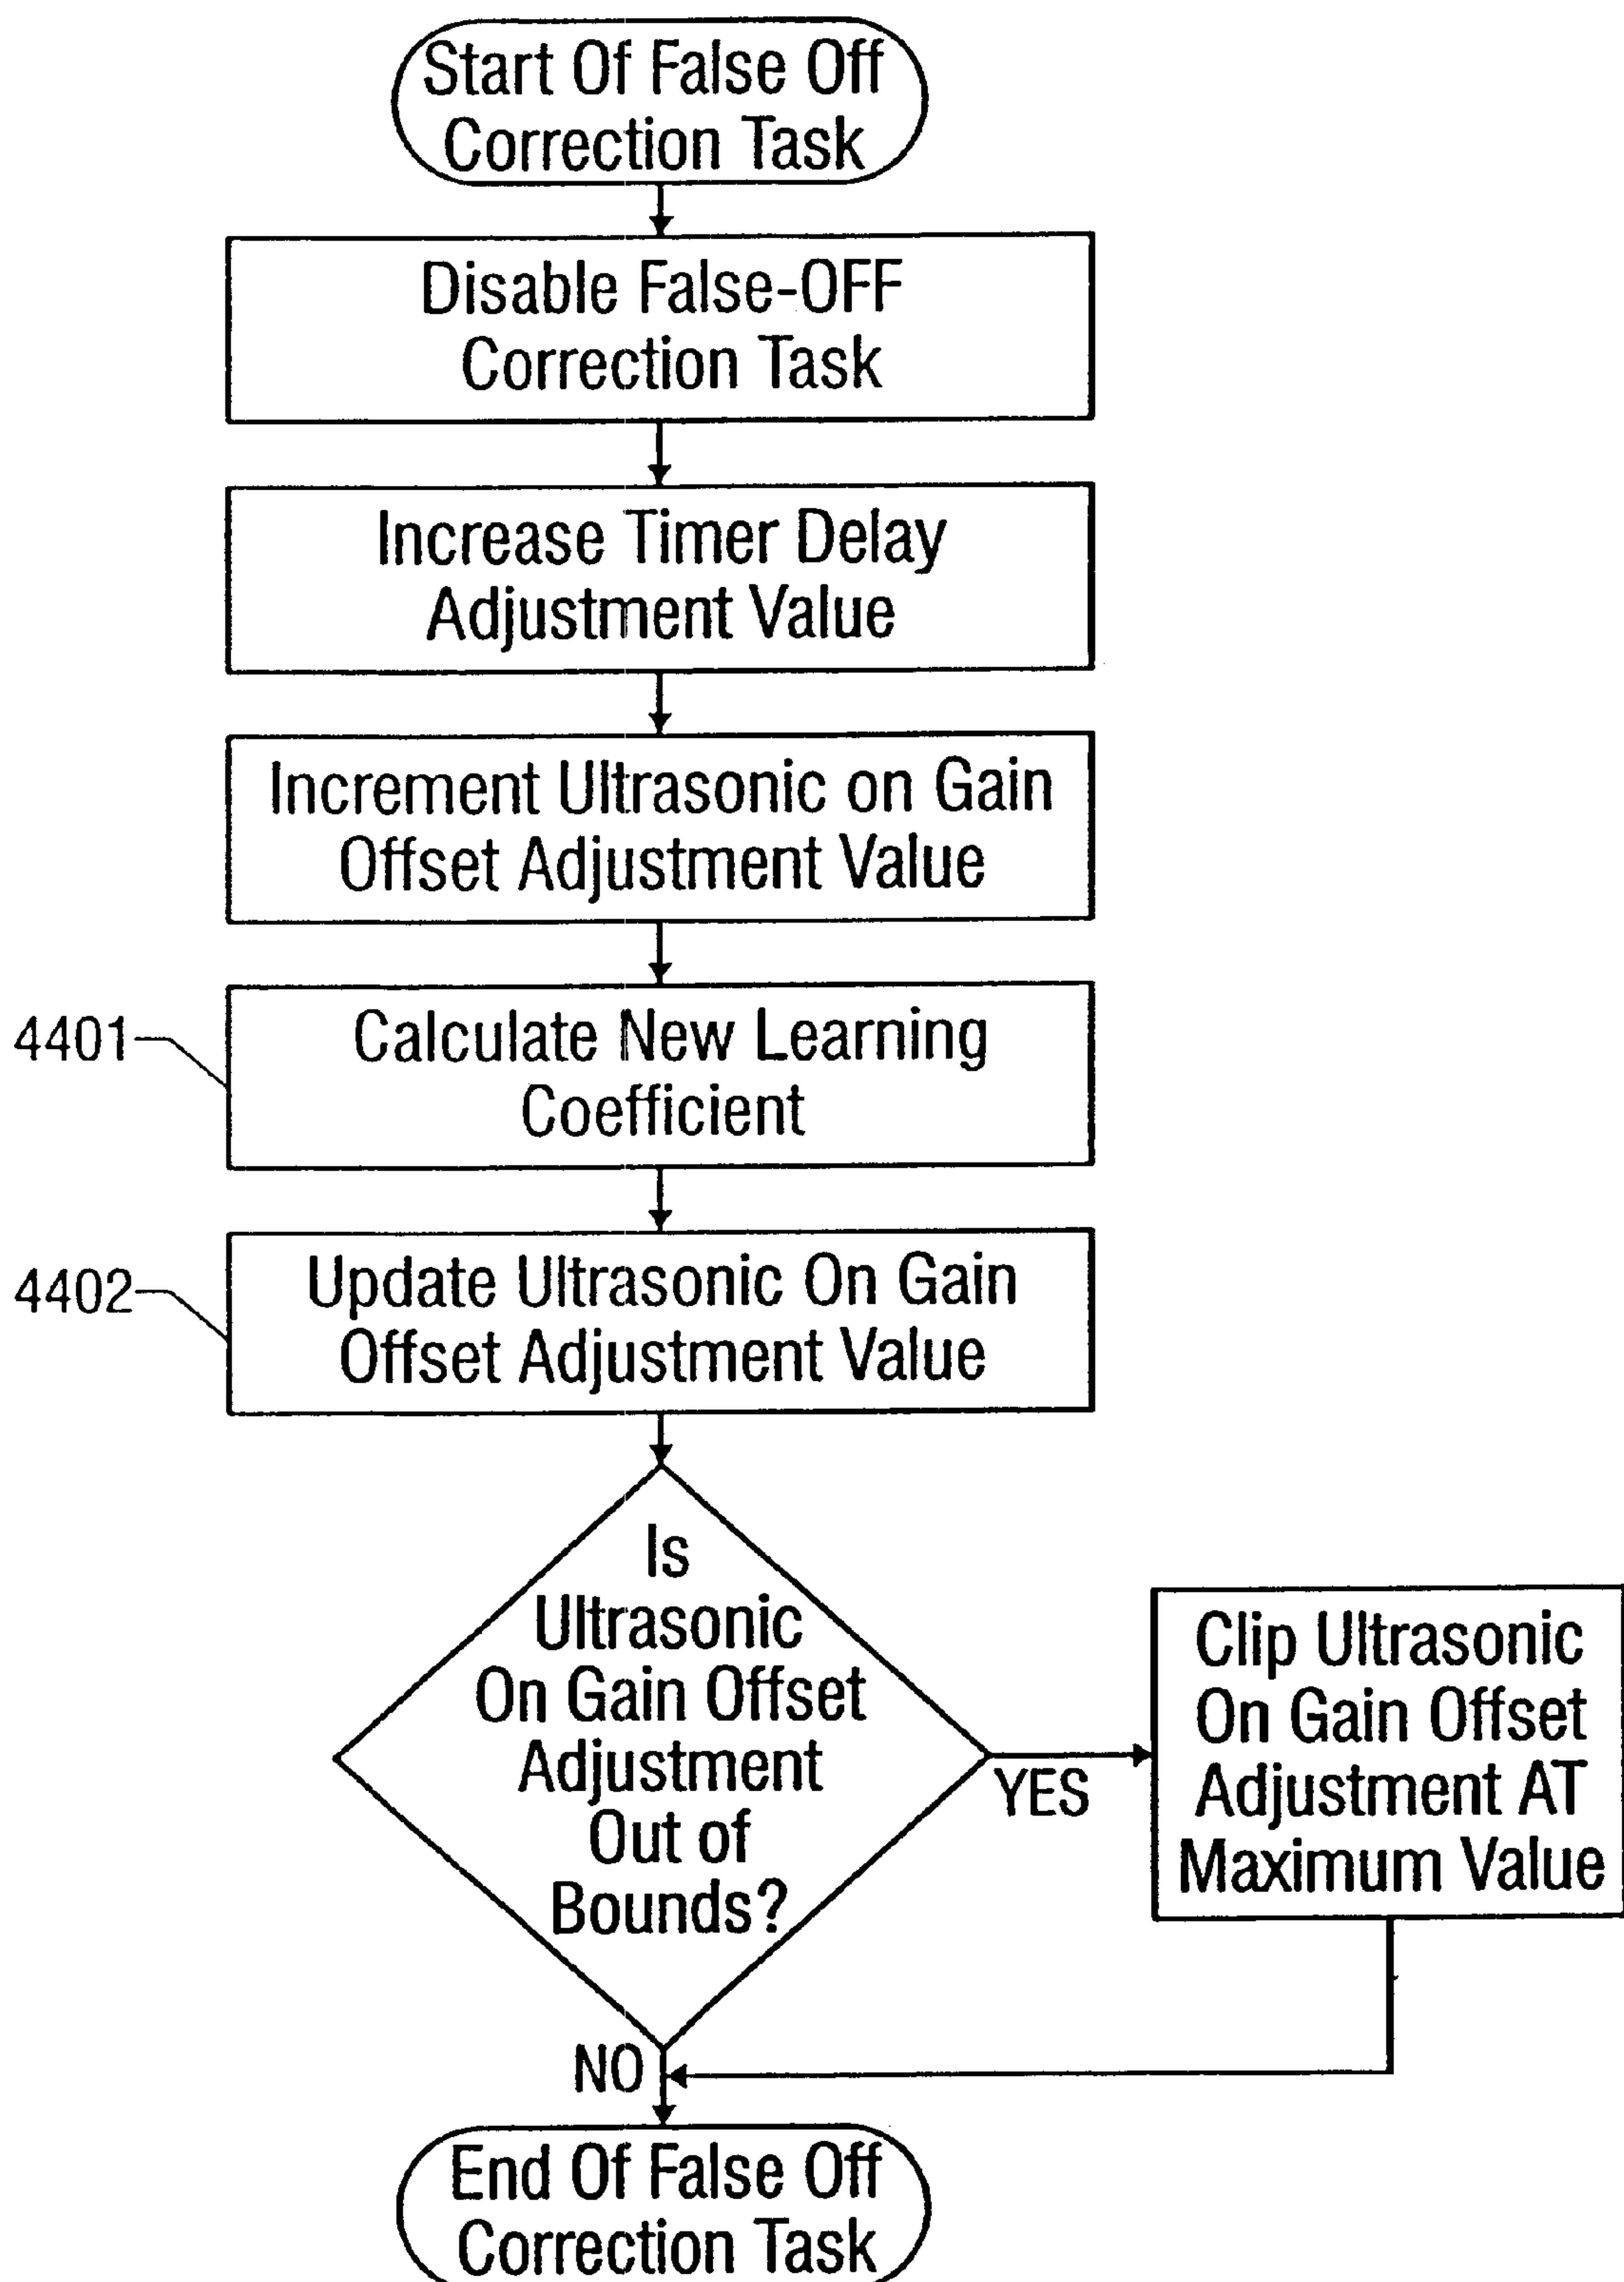 Start Of False Off
Correction Task
Disable False-OFF
Correction Task
Increase Timer Delay
Adjustment Value
Increment Ultrasonic on Gain
Offset Adjustment Value
4401
Calculate New Learning
Coefficient
4402
Update Ultrasonic On Gain
Offset Adjustment Value
Is
Ultrasonic
On Gain Offset
Adjustment
Out of
Bounds?
YES
Clip Ultrasonic
On Gain Offset
Adjustment AT
Maximum Value
NO
End Of False Off
Correction Task